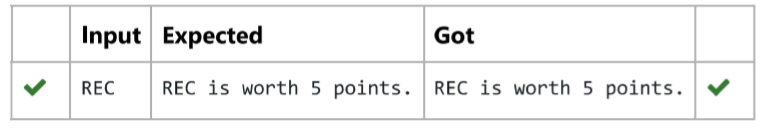 Input Expected Got
REC REC is worth 5 points. REC is worth 5 points.